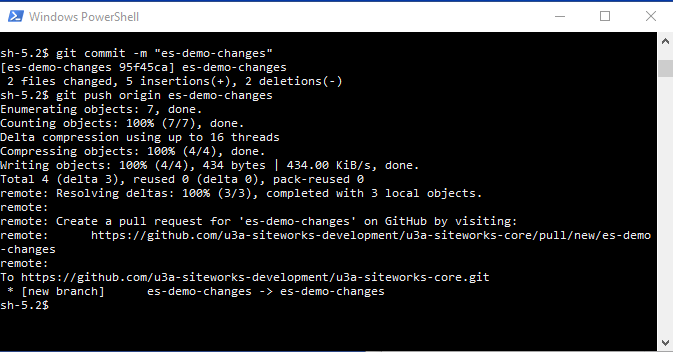 Windows PowerShell
sh-5.2$ git commit -m "es-demo-changes"
[es-demo-changes 95f45ca] es-demo-changes
 2 files changed, 5 insertions(+), 2 deletions(-)
sh-5.2$ git push origin es-demo-changes
Enumerating objects: 7, done.
Counting objects: 100% (7/7), done.
Delta compression using up to 16 threads
Compressing objects: 100% (4/4), done.
Writing objects: 100% (4/4), 434 bytes | 434.00 KiB/s, done.
Total 4 (delta 3), reused 0 (delta 0), pack-reused 0
remote: Resolving deltas: 100% (3/3), completed with 3 local objects.
remote:
remote: Create a pull request for 'es-demo-changes' on GitHub by visiting:
remote:      https://github.com/u3a-siteworks-development/u3a-siteworks-core/pull/new/es-demo
-changes
remote:
To https://github.com/u3a-siteworks-development/u3a-siteworks-core.git
 * [new branch]      es-demo-changes -> es-demo-changes
sh-5.2$